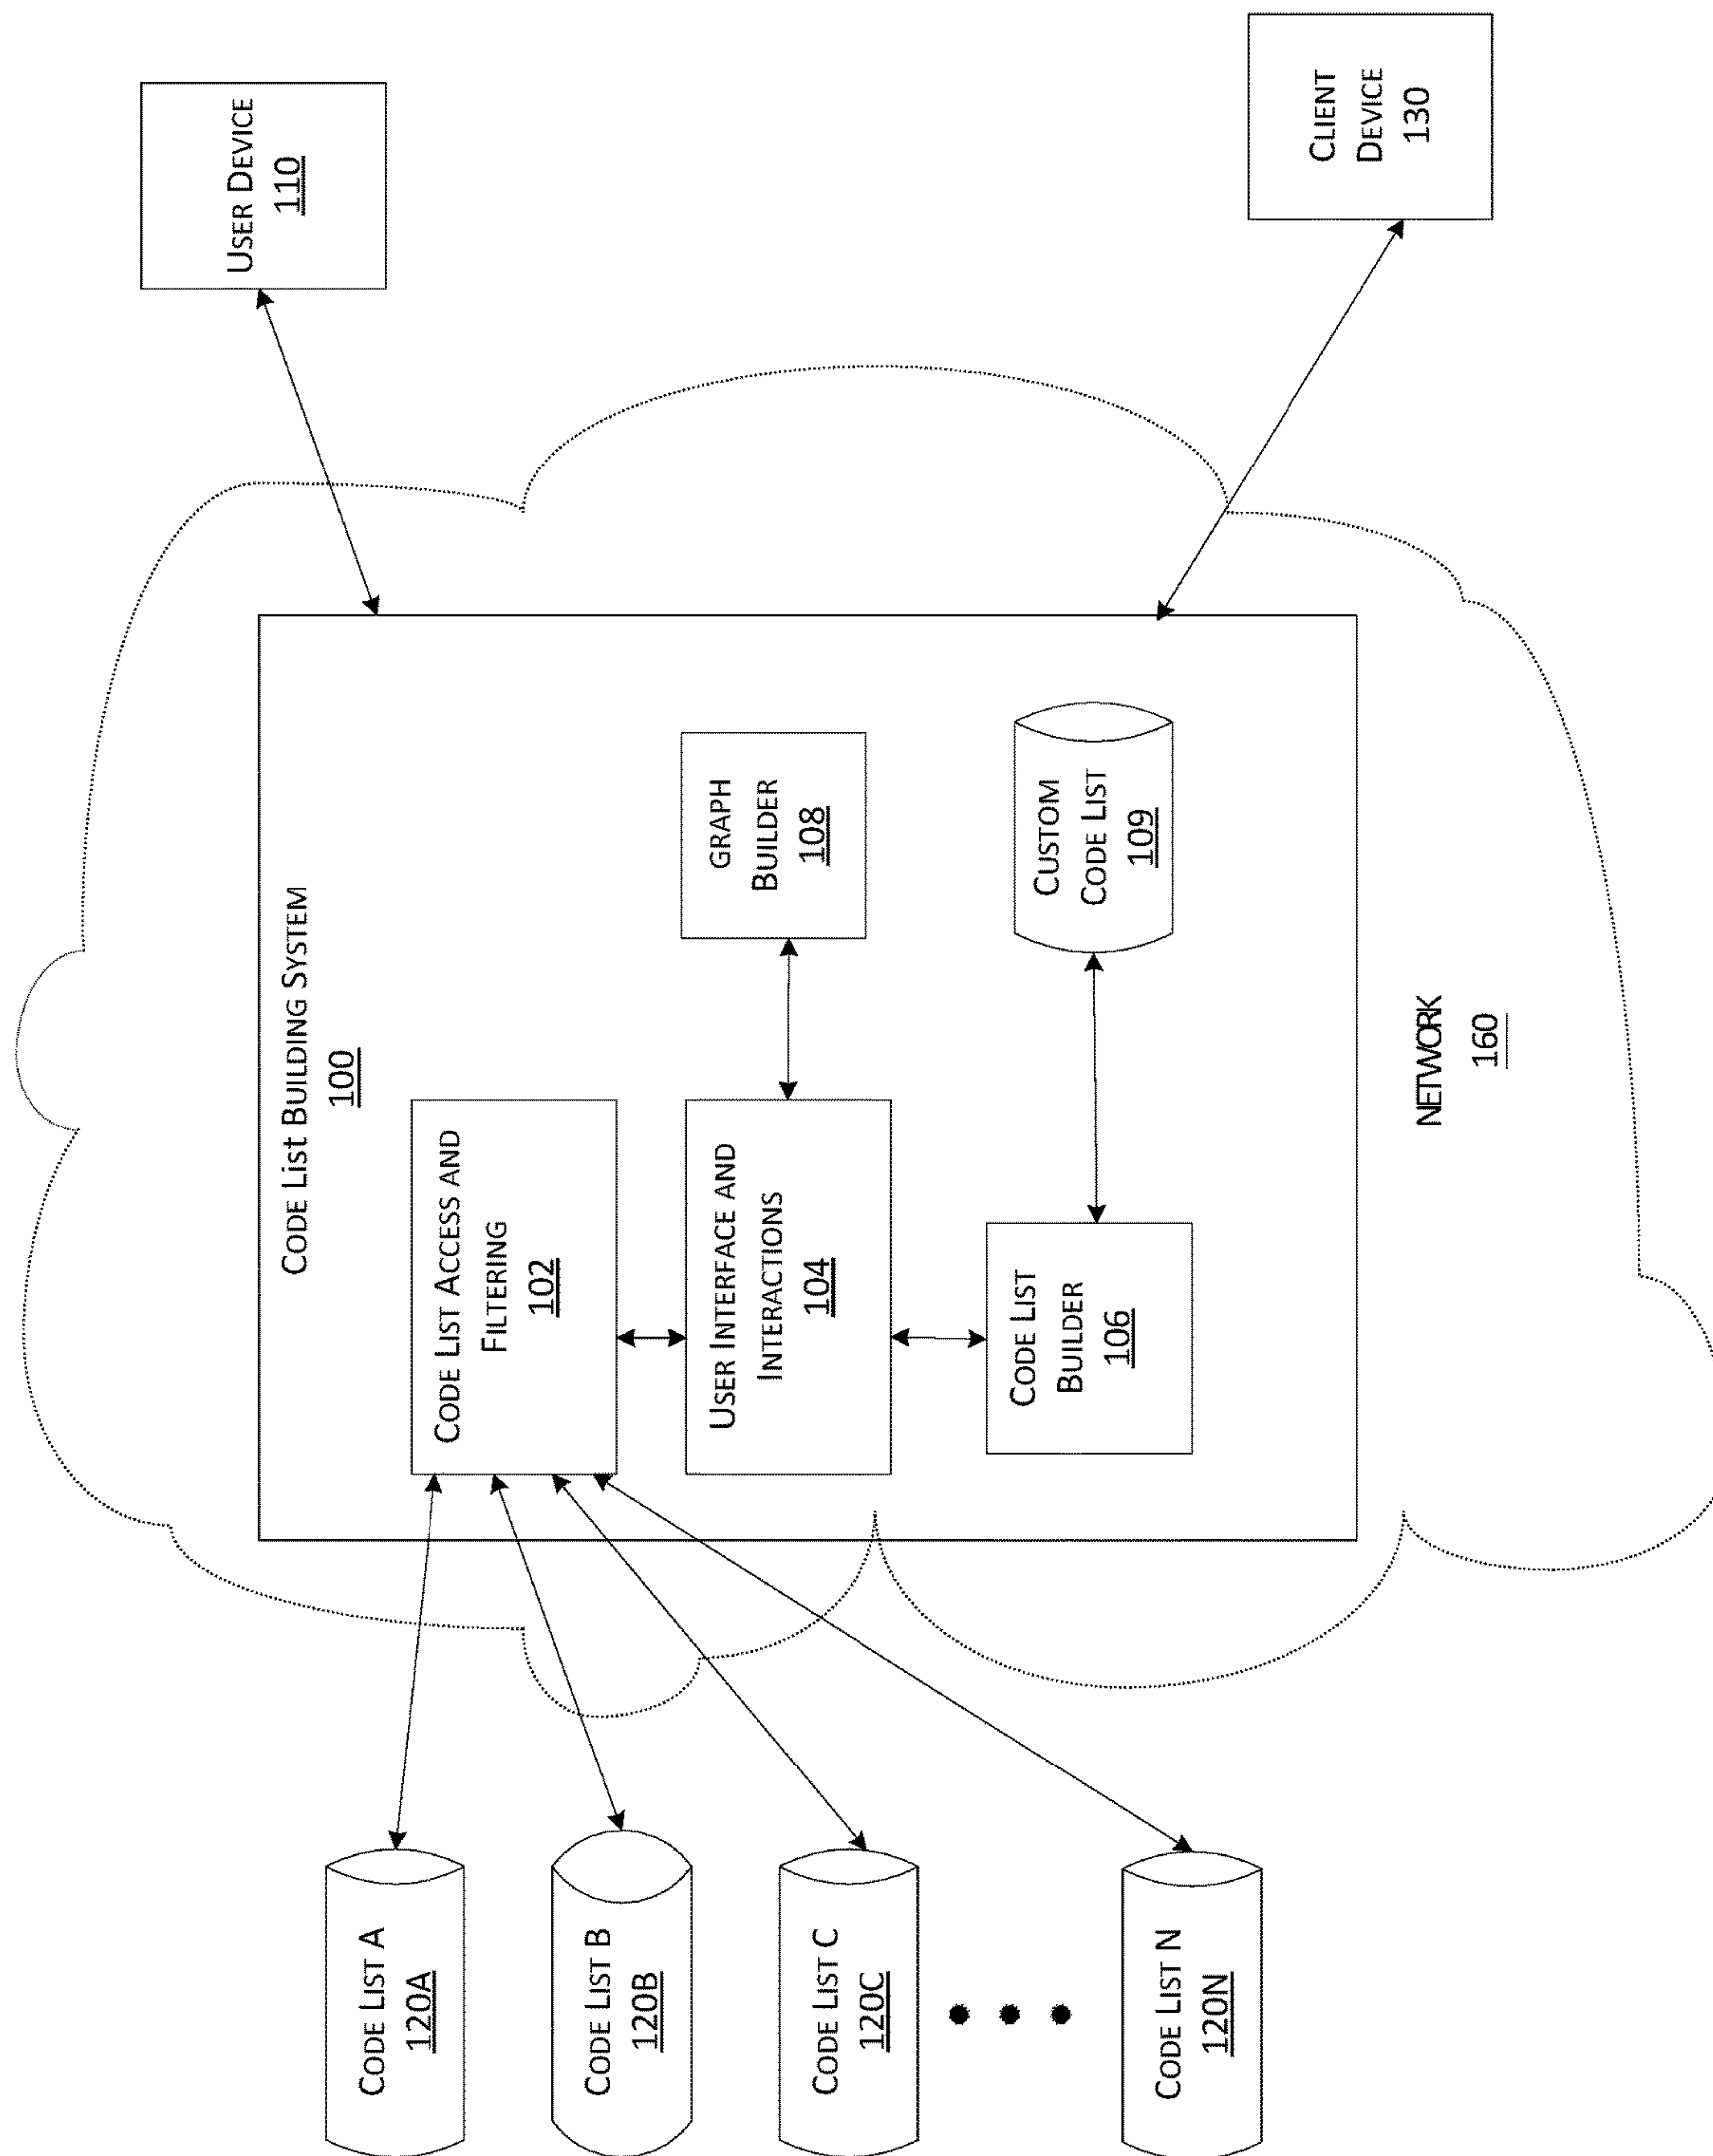 CODE LIST BUILDING SYSTEM
100
USER DEVICE
110
CODE LIST A
120A
CODE LIST ACCESS AND
FILTERING
102
CODE LIST B
120B
USER INTERFACE AND
INTERACTIONS
104
GRAPH
BUILDER
108
CODE LIST C
120C
CODE LIST
BUILDER
106
CUSTOM
CODE LIST
109
CODE LIST N
120N
CLIENT
DEVICE
130
NETWORK
160